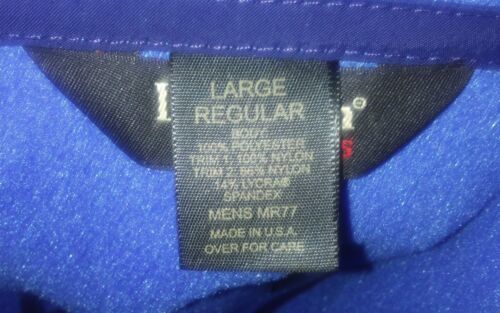 LARGE
REGULAR
BODY:
100% POLYESTER
TRIM 1: 100% NYLON
TRIM 2: 86% NYLON
14% LYCRA®
SPANDEX
MENS MR77
MADE IN U.S.A.
OVER FOR CARE